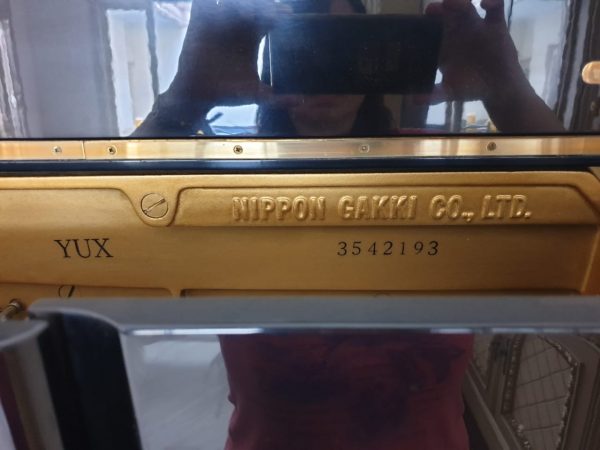 NIPPON GAKKI CO., LTD.
YUX 3542193